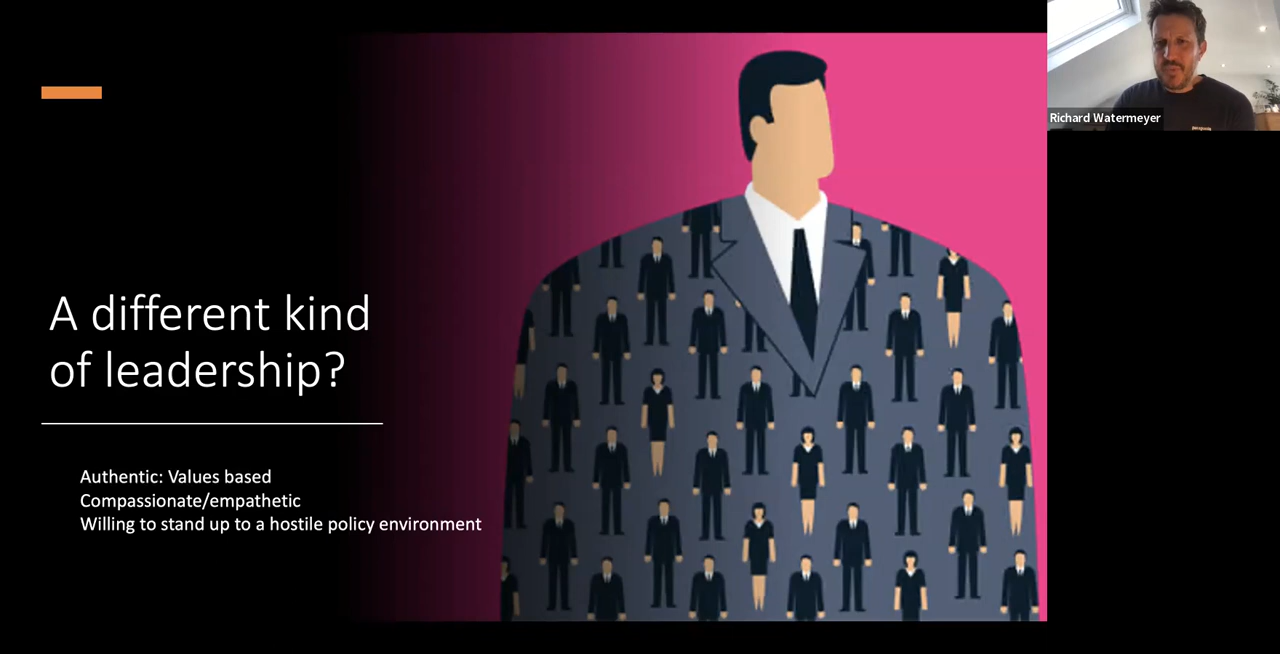 A different kind
of leadership?
Authentic: Values based
Compassionate/empathetic
Willing to stand up to a hostile policy environment
Richard Watermeyer